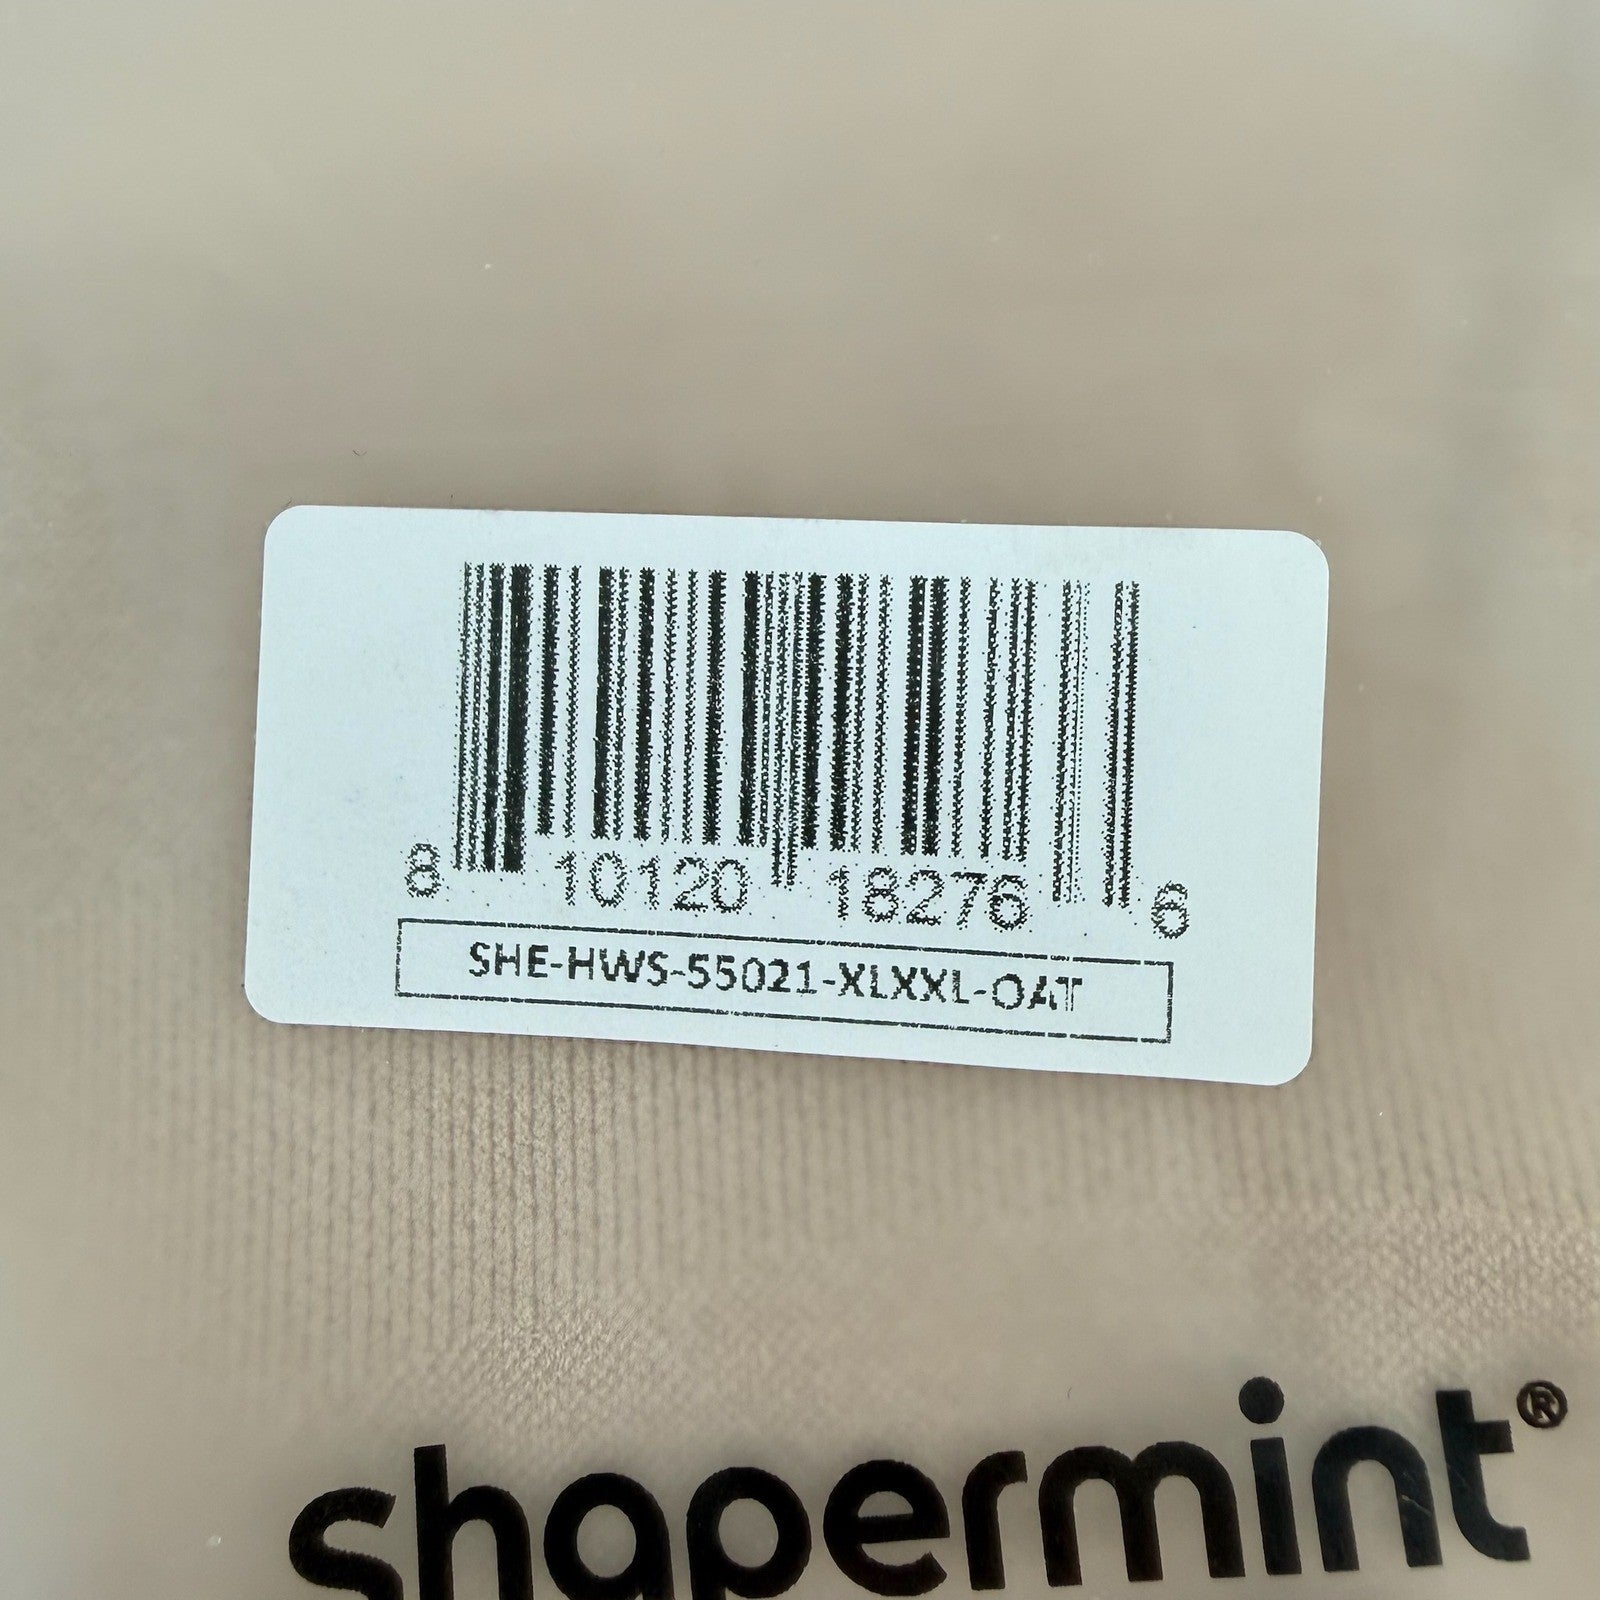 8 10120 18276 6
SHE-HWS-55021-XLXXL-OAT
shapermint®